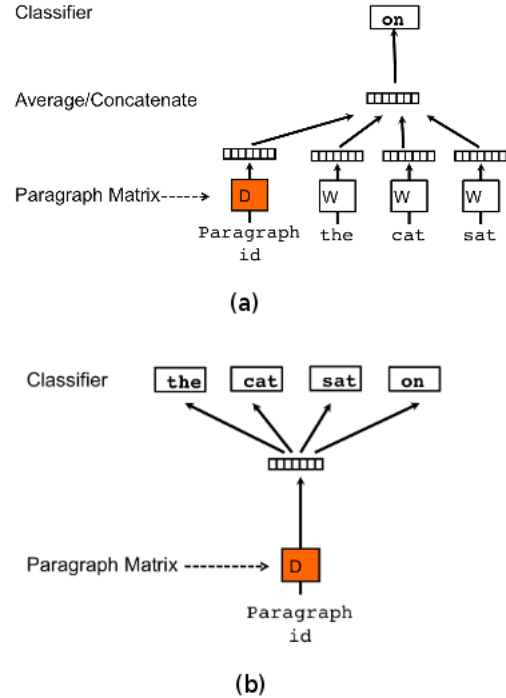 Classifier
on
Average/Concatenate
Paragraph Matrix
D W W W
Paragraph the cat sat
id
(a)
Classifier
the cat sat on
Paragraph Matrix
D
Paragraph
id
(b)